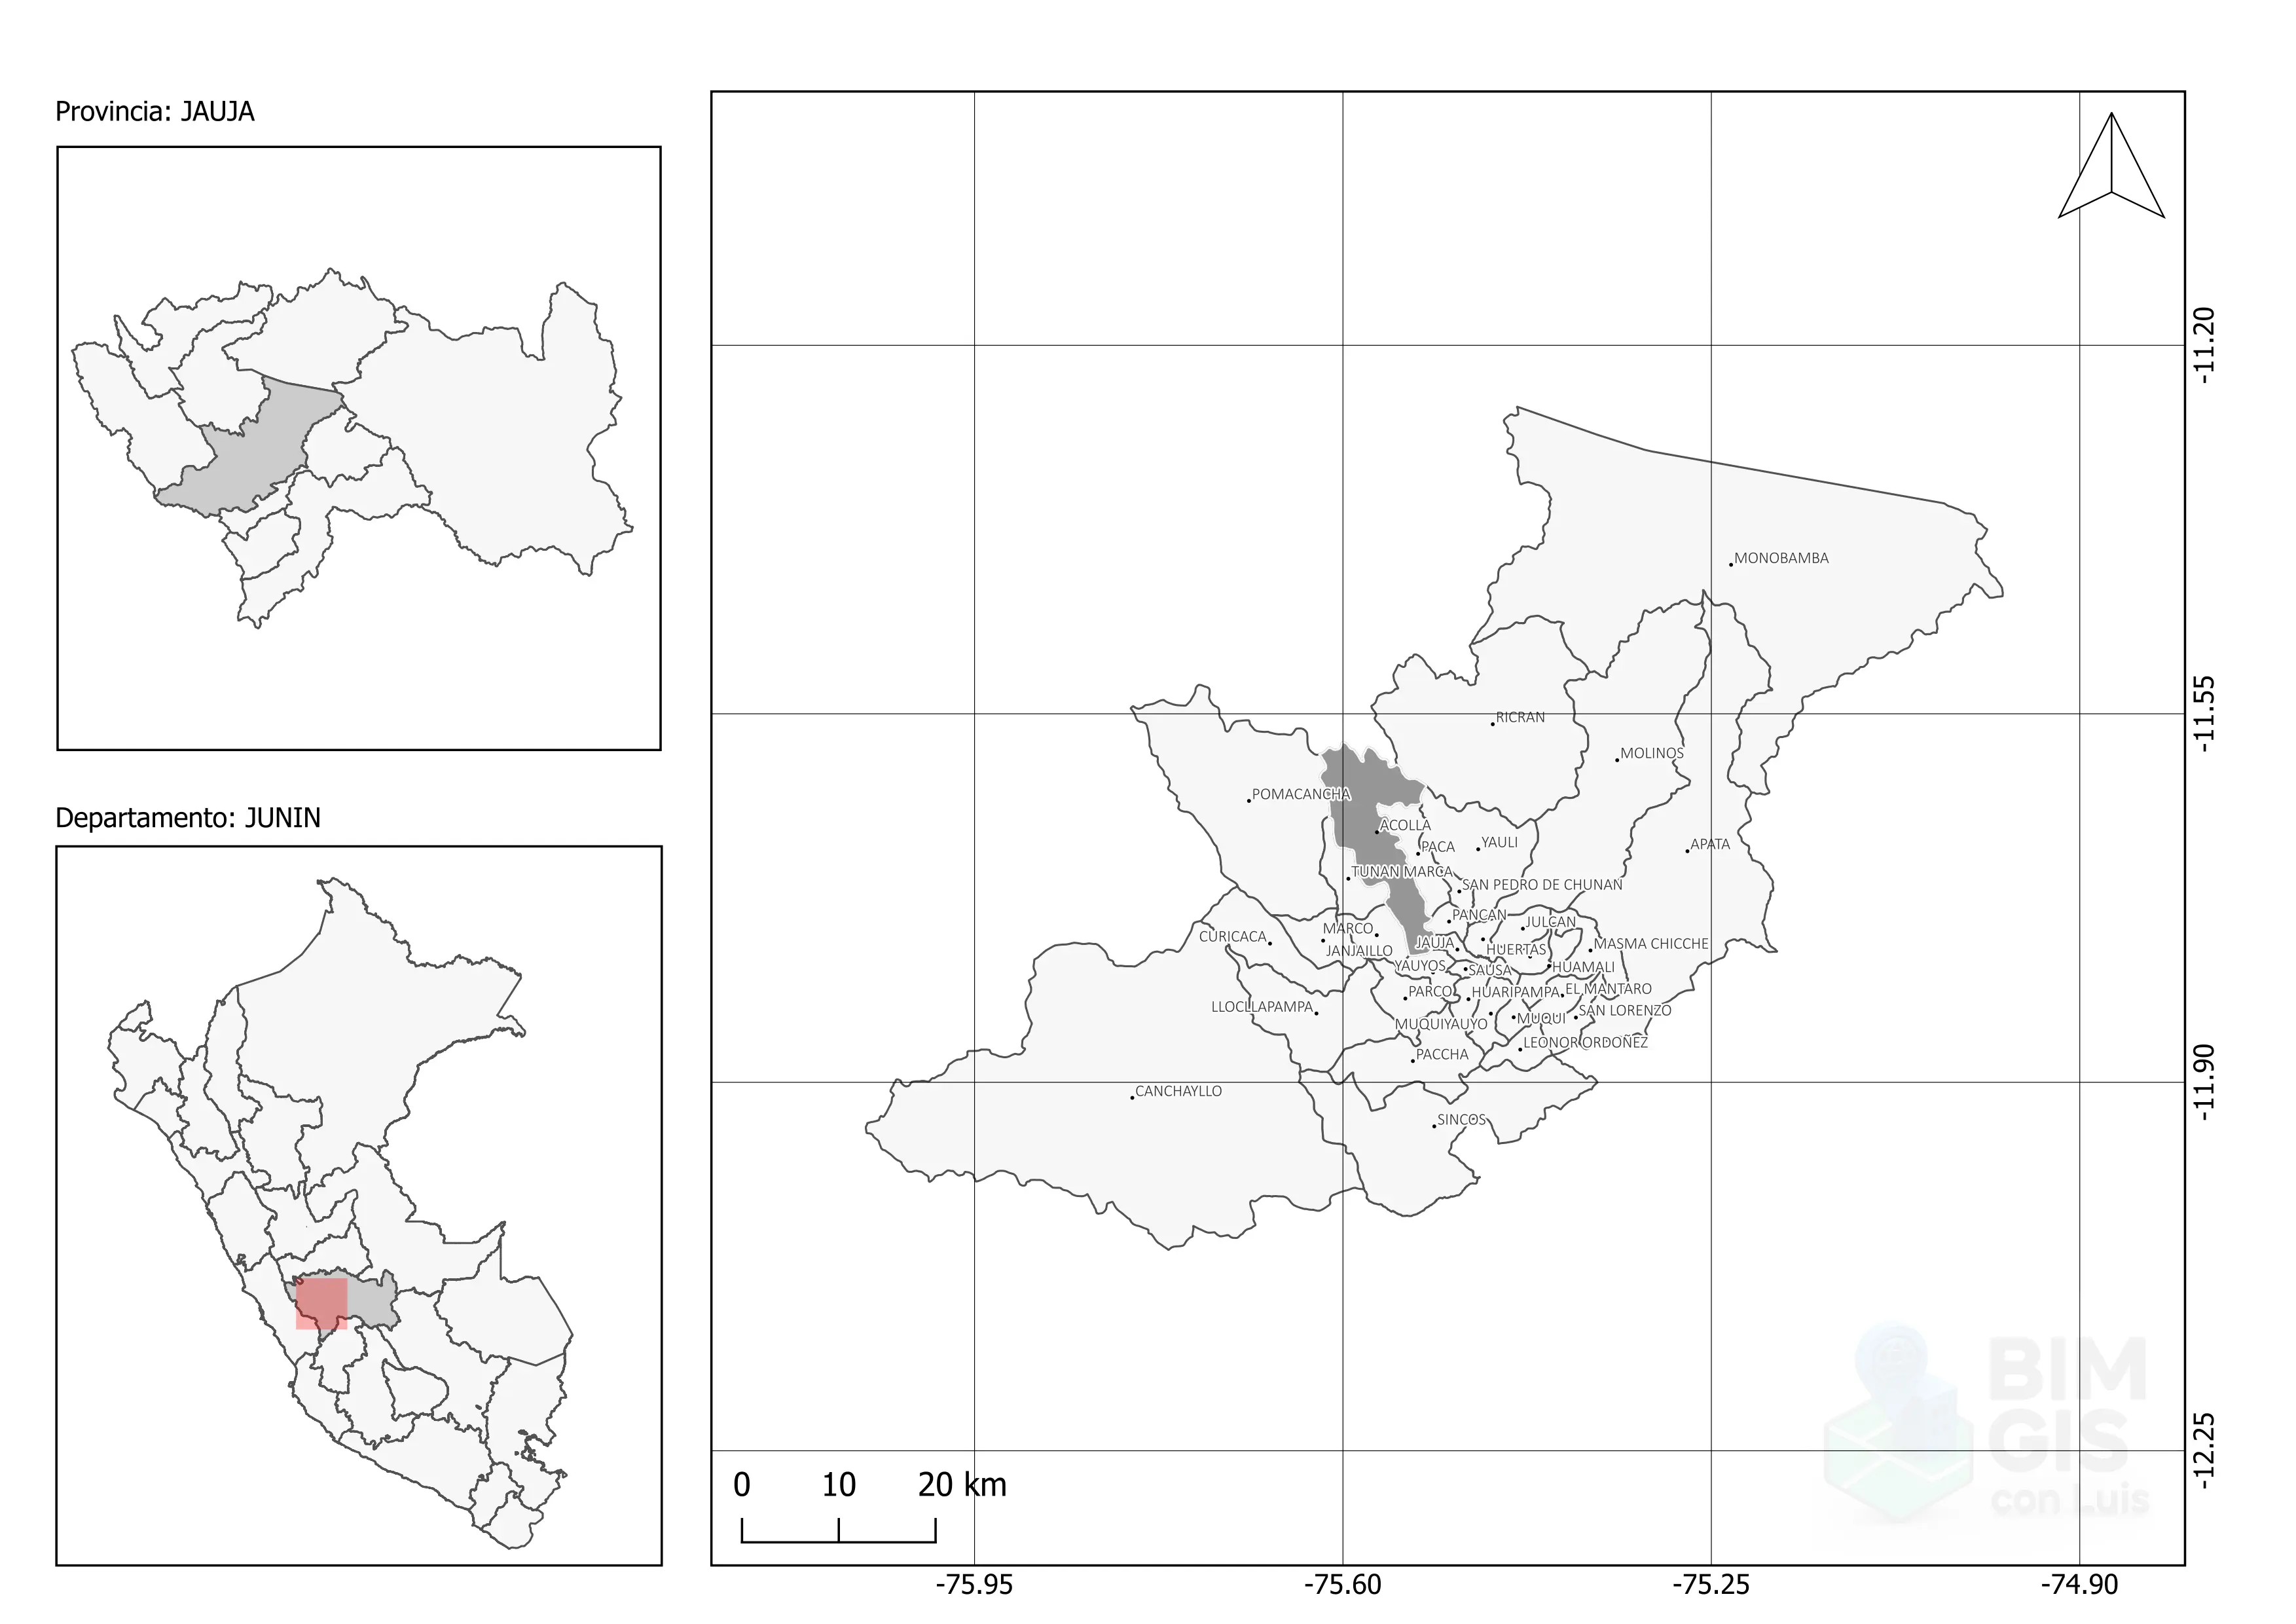 Provincia: JAUJA
Departamento: JUNIN
MONOBAMBA
RICRAN
MOLINOS
POMACANCHA
ACOLLA
PACA
YAULI
APATA
TUNAN MARCA
SAN PEDRO DE CHUNAN
PANCAN
JULCAN
MARCO
CURICACA
JAUJA
MASMA CHICCHE
JANJAILLO
HUERTAS
YAUYOS
SAUSA
HUAMALI
PARCO
HUARIPAMPA
EL MANTARO
LLOCLLAPAMPA
SAN LORENZO
MUQUIYAUYO
MUQUI
LEONOR ORDOÑEZ
PACCHA
CANCHAYLLO
SINCOS
-11.20
-11.55
-11.90
-12.25
0 10 20 km
-75.95 -75.60 -75.25 -74.90
BIM
GIS
con Luis